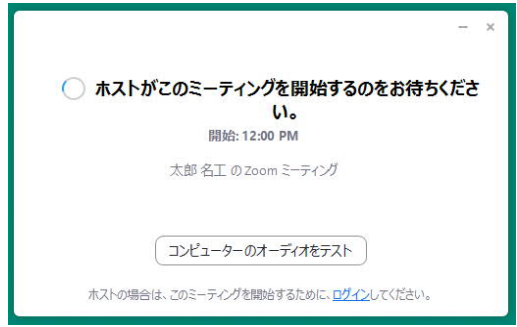 ホストがこのミーティングを開始するのをお待ちくださ
い。
開始: 12:00 PM
太郎 名工 の Zoom ミーティング
コンピューターのオーディオをテスト
ホストの場合は、このミーティングを開始するために、ログインしてください。